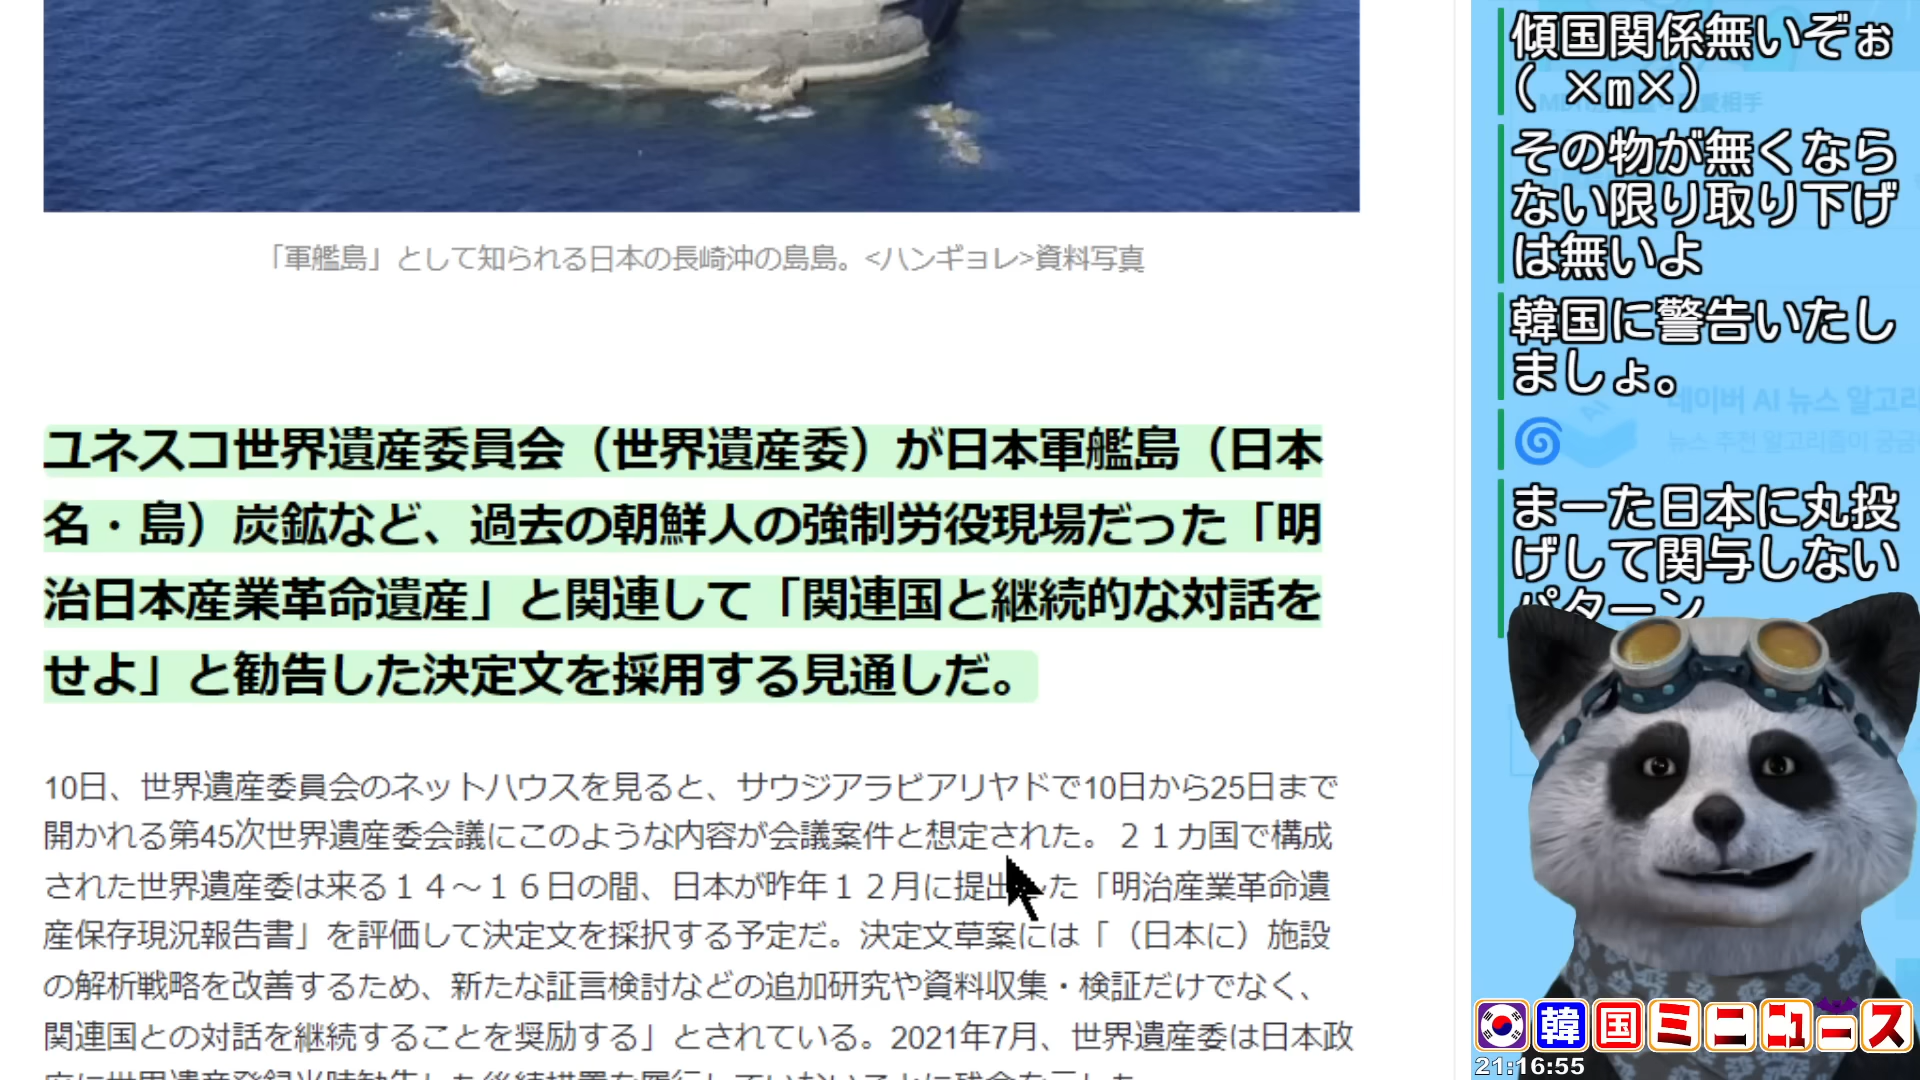 「軍艦島」として知られる日本の長崎沖の島島。<ハンギョレ>資料写真
ユネスコ世界遺産委員会（世界遺産委）が日本軍艦島（日本
名・島）炭鉱など、過去の朝鮮人の強制労役現場だった「明
治日本産業革命遺産」と関連して「関連国と継続的な対話を
せよ」と勧告した決定文を採用する見通しだ。
10日、世界遺産委員会のネットハウスを見ると、サウジアラビアリヤドで10日から25日まで
開かれる第45次世界遺産委会議にこのような内容が会議案件と想定された。２１カ国で構成
された世界遺産委は来る１４～１６日の間、日本が昨年１２月に提出した「明治産業革命遺
産保存現況報告書」を評価して決定文を採択する予定だ。決定文草案には「（日本に）施設
の解析戦略を改善するため、新たな証言検討などの追加研究や資料収集・検証だけでなく、
関連国との対話を継続することを奨励する」とされている。2021年7月、世界遺産委は日本政
傾国関係無いぞぉ
( ×m×)
その物が無くなら
ない限り取り下げ
は無いよ
韓国に警告いたし
ましょ。
まーた日本に丸投
げして関与しない
パターン
네이버 AI 뉴스 알고리
韓国ミニニュース
21:16:55